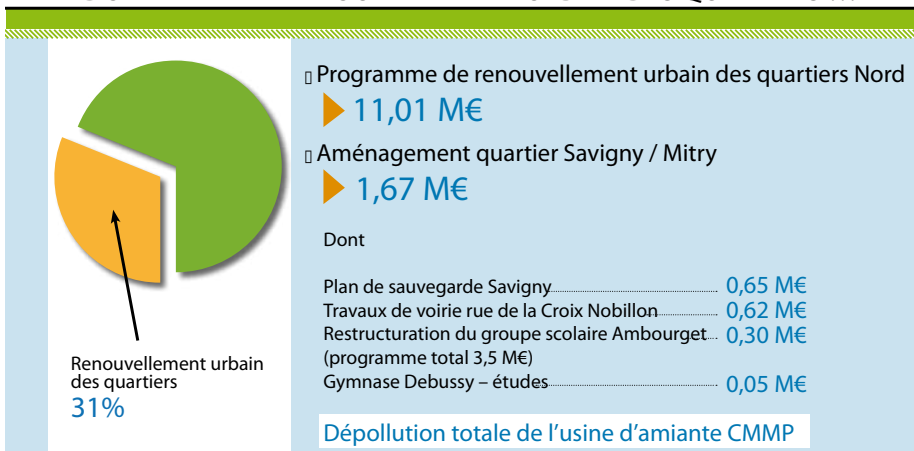 Programme de renouvellement urbain des quartiers Nord
11,01 M€
Aménagement quartier Savigny / Mitry
1,67 M€
Dont
Plan de sauvegarde Savigny 0,65 M€
Travaux de voirie rue de la Croix Nobillon 0,62 M€
Restructuration du groupe scolaire Ambourget 0,30 M€
(programme total 3,5 M€)
Gymnase Debussy – études 0,05 M€
Dépollution totale de l'usine d'amiante CMMP
Renouvellement urbain
des quartiers
31%